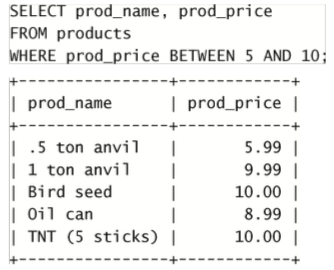 SELECT prod_name, prod_price
FROM products
WHERE prod_price BETWEEN 5 AND 10;
+----------------+------------+
| prod_name      | prod_price |
+----------------+------------+
| .5 ton anvil   |       5.99 |
| 1 ton anvil    |       9.99 |
| Bird seed      |      10.00 |
| Oil can        |       8.99 |
| TNT (5 sticks) |      10.00 |
+----------------+------------+